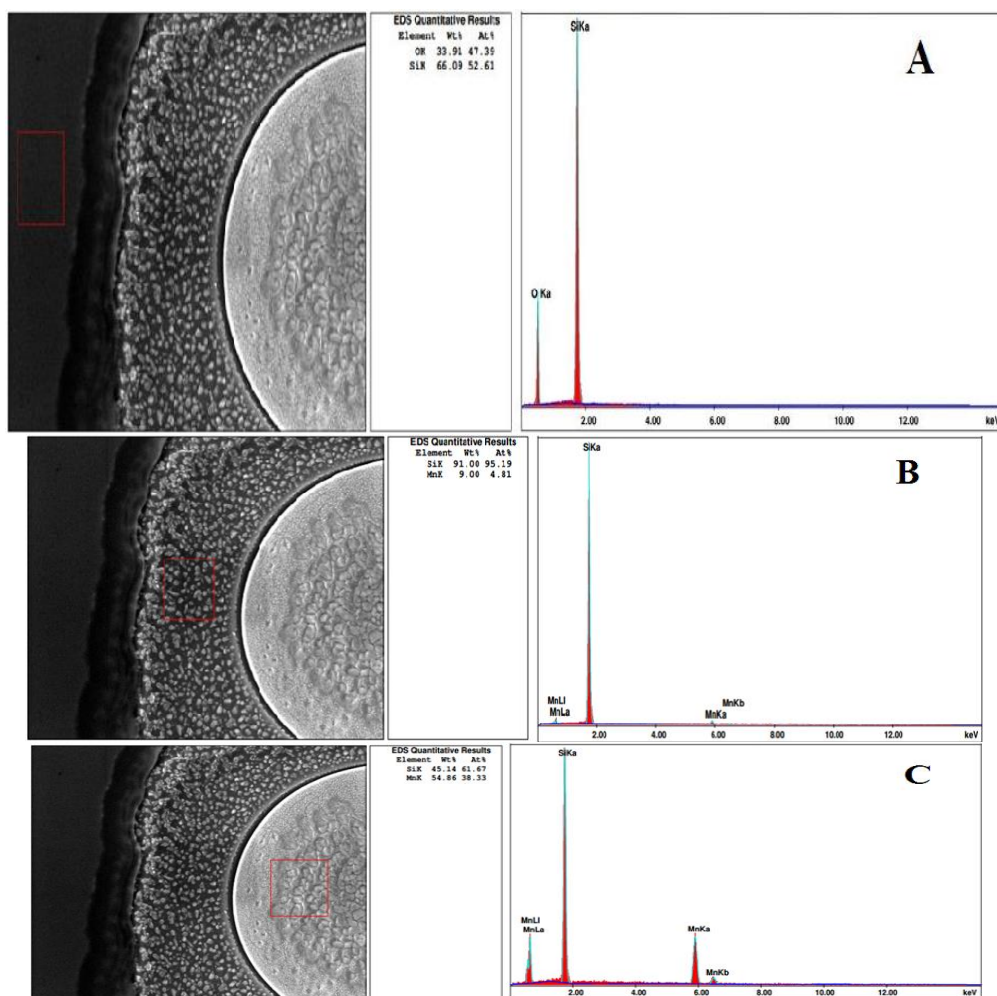 EDS Quantitative Results
Element Wt% At%
OK 33.91 47.39
SiK 66.09 52.61
A
SiKa
O Ka
2.00 4.00 6.00 8.00 10.00 12.00 keV
EDS Quantitative Results
Element Wt% At%
SiK 91.00 95.19
MnK 9.00 4.81
B
SiKa
MnLl
MnLa
MnKb
MnKa
2.00 4.00 6.00 8.00 10.00 12.00 keV
EDS Quantitative Results
Element Wt% At%
SiK 45.14 61.67
MnK 54.86 38.33
C
SiKa
MnLl
MnLa
MnKa
MnKb
2.00 4.00 6.00 8.00 10.00 12.00 keV